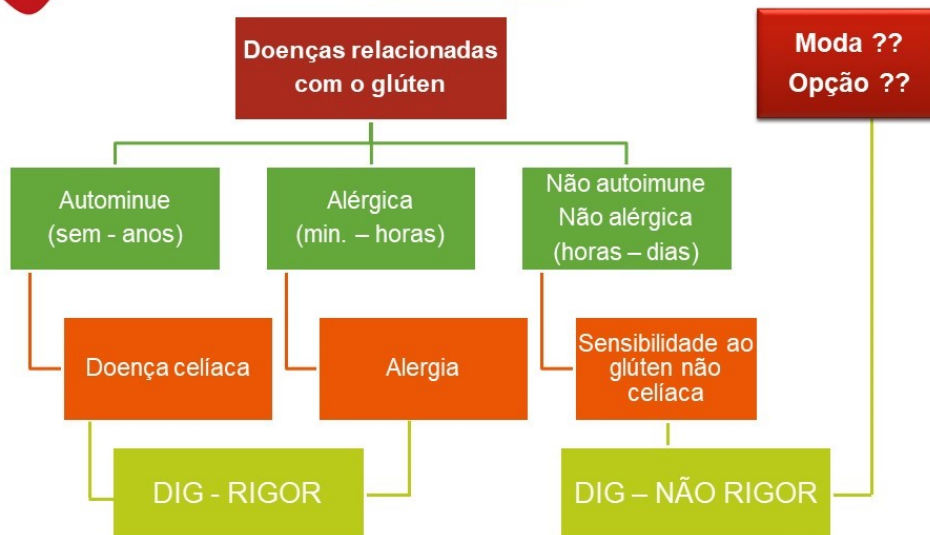 Doenças relacionadas
com o glúten
Moda ??
Opção ??
Autominue
(sem - anos)
Alérgica
(min. – horas)
Não autoimune
Não alérgica
(horas – dias)
Doença celíaca
Alergia
Sensibilidade ao
glúten não
celíaca
DIG - RIGOR
DIG – NÃO RIGOR